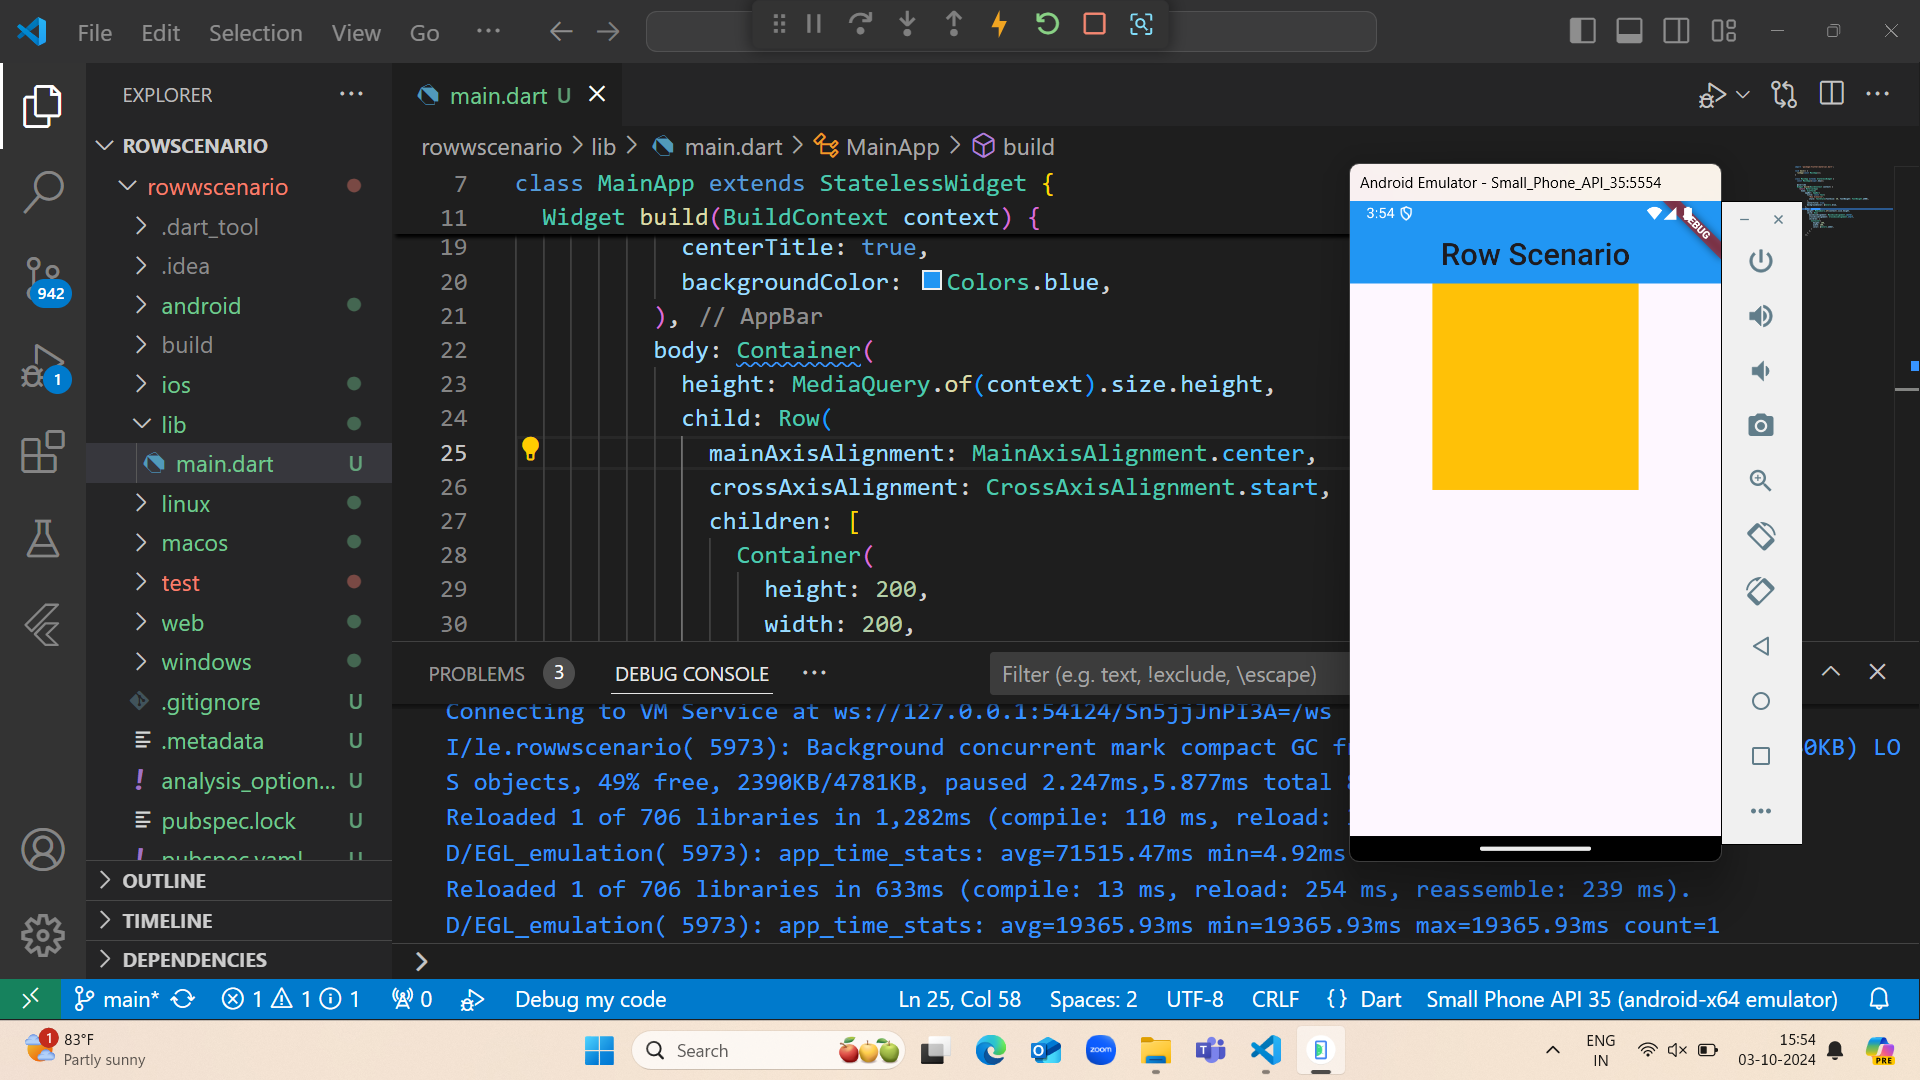 File Edit Selection View Go ...
EXPLORER
main.dart U
ROWSCENARIO
rowwscenario
.dart_tool
.idea
android
build
ios
lib
main.dart U
linux
macos
test
web
windows
.gitignore U
.metadata U
analysis_option... U
pubspec.lock U
pubspec.yaml U
OUTLINE
TIMELINE
DEPENDENCIES
942
1
rowwscenario > lib > main.dart > MainApp > build
7 class MainApp extends StatelessWidget {
11 Widget build(BuildContext context) {
19 centerTitle: true,
20 backgroundColor: Colors.blue,
21 ), // AppBar
22 body: Container(
23 height: MediaQuery.of(context).size.height,
24 child: Row(
25 mainAxisAlignment: MainAxisAlignment.center,
26 crossAxisAlignment: CrossAxisAlignment.start,
27 children: [
28 Container(
29 height: 200,
30 width: 200,
Android Emulator - Small_Phone_API_35:5554
3:54
DEBUG
Row Scenario
PROBLEMS 3 DEBUG CONSOLE ...
Filter (e.g. text, !exclude, \escape)
Connecting to VM Service at ws://127.0.0.1:54124/Sn5jjJnPI3A=/ws
I/le.rowwscenario( 5973): Background concurrent mark compact GC 0KB) LO
S objects, 49% free, 2390KB/4781KB, paused 2.247ms,5.877ms total
Reloaded 1 of 706 libraries in 1,282ms (compile: 110 ms, reload:
D/EGL_emulation( 5973): app_time_stats: avg=71515.47ms min=4.92ms
Reloaded 1 of 706 libraries in 633ms (compile: 13 ms, reload: 254 ms, reassemble: 239 ms).
D/EGL_emulation( 5973): app_time_stats: avg=19365.93ms min=19365.93ms max=19365.93ms count=1
>
main* 1 1 1 0 Debug my code Ln 25, Col 58 Spaces: 2 UTF-8 CRLF {} Dart Small Phone API 35 (android-x64 emulator)
1
83°F
Partly sunny
Search
zoom
ENG
IN
15:54
03-10-2024
PRE